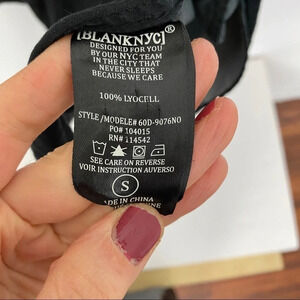 [BLANKNYC]®
DESIGNED FOR YOU
BY OUR NYC TEAM
IN THE CITY THAT
NEVER SLEEPS
BECAUSE WE CARE
100% LYOCELL
STYLE /MODELE# 60D-9076NO
PO# 104015
RN# 114542
SEE CARE ON REVERSE
VOIR INSTRUCTION AUVERSO
S
MADE IN CHINA